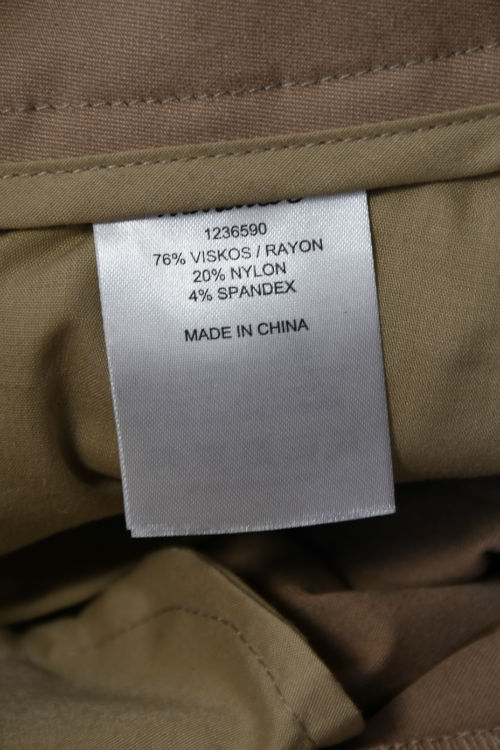 1236590
76% VISKOS / RAYON
20% NYLON
4% SPANDEX
MADE IN CHINA